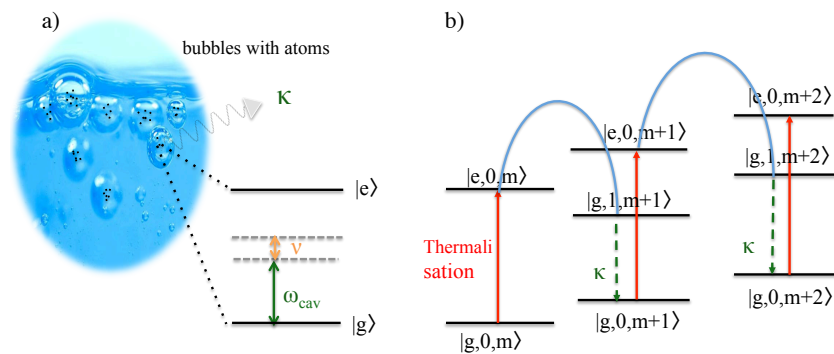 a)
bubbles with atoms
κ
|e⟩
ν
ω_cav
|g⟩
b)
|e,0,m+2⟩
|e,0,m+1⟩
|g,1,m+2⟩
|e,0,m⟩
|g,1,m+1⟩
Thermali
sation
κ
κ
|g,0,m⟩
|g,0,m+1⟩
|g,0,m+2⟩